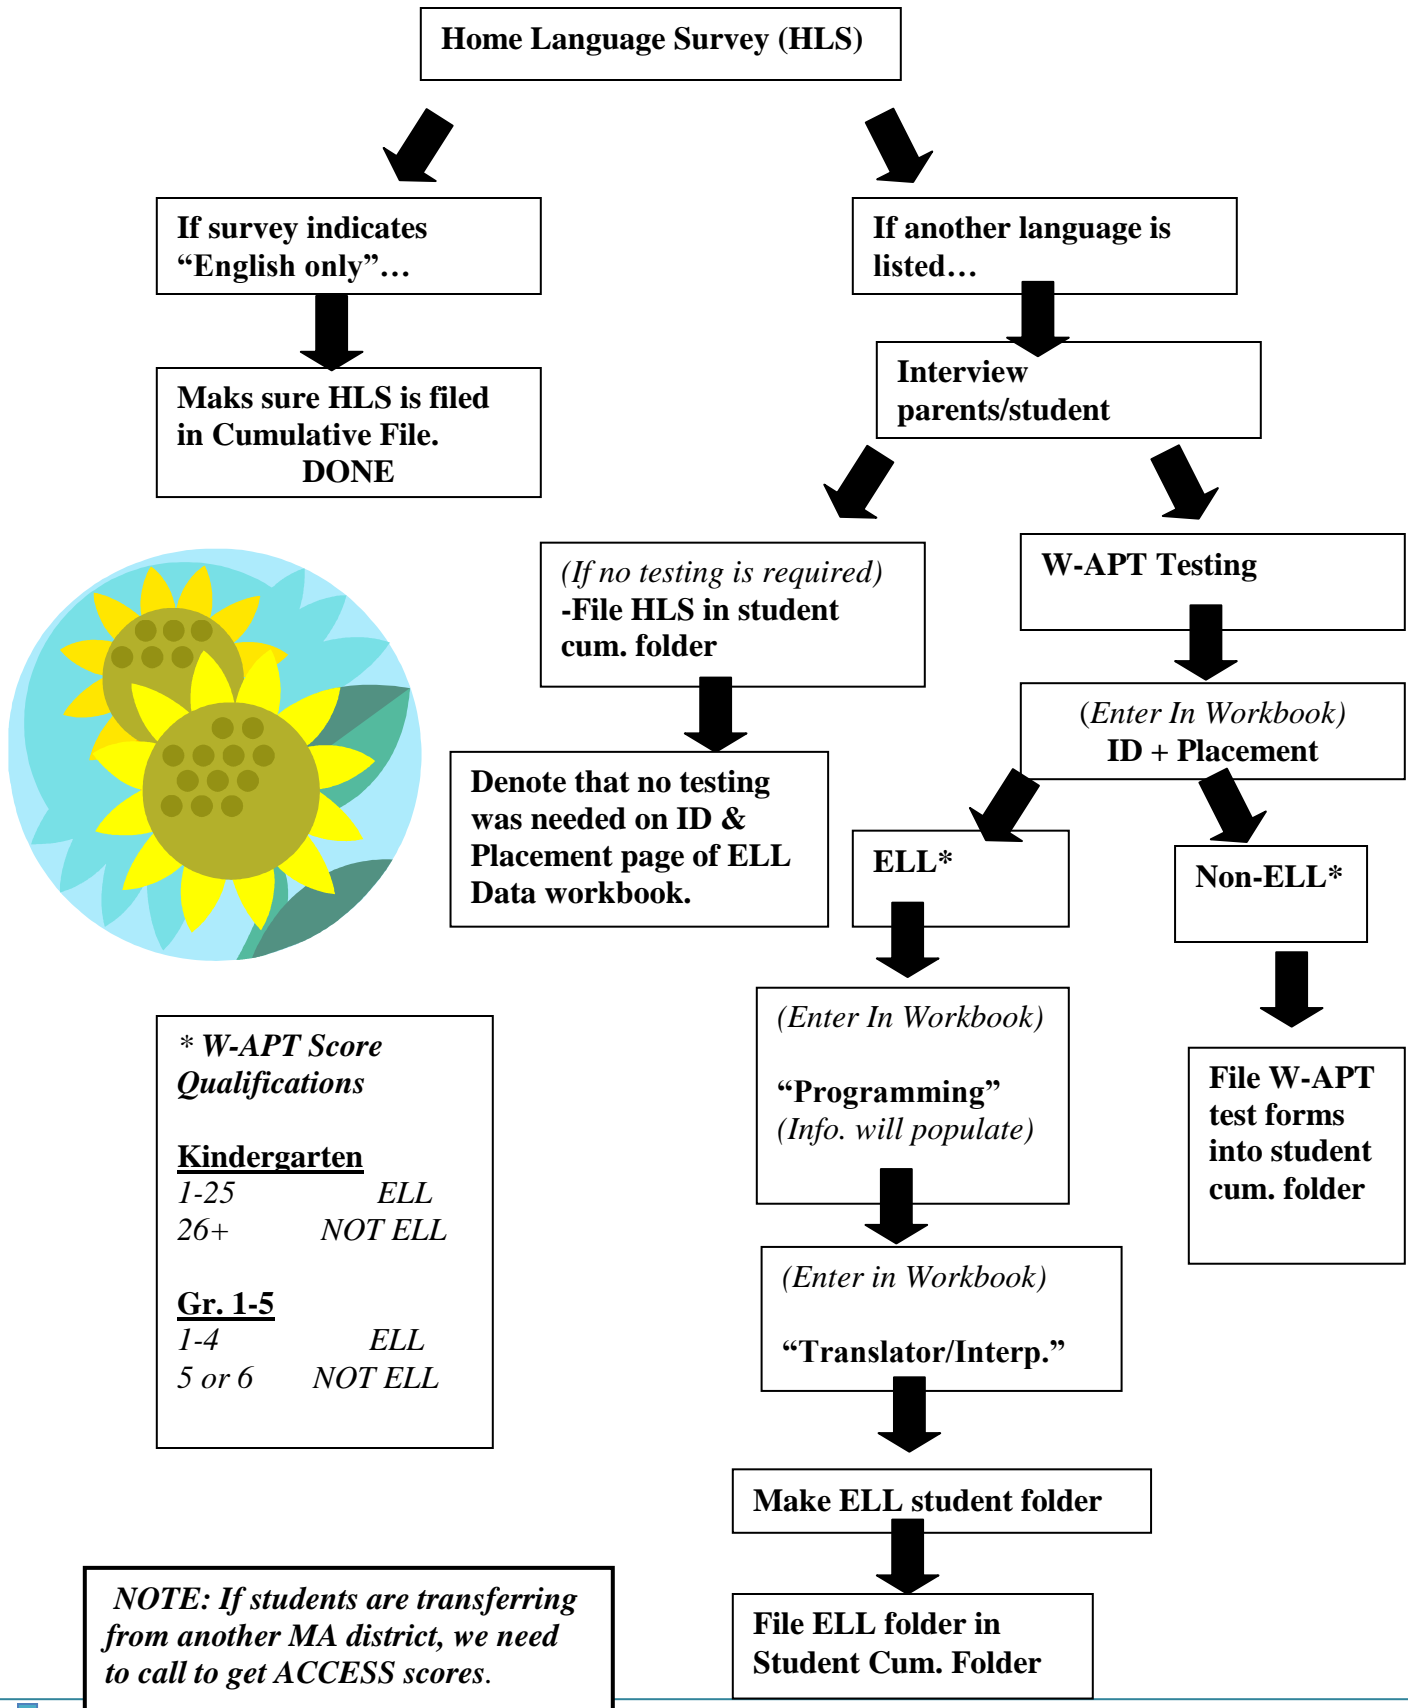 Home Language Survey (HLS)
If survey indicates
“English only”…
If another language is
listed…
Maks sure HLS is filed
in Cumulative File.
DONE
Interview
parents/student
(If no testing is required)
-File HLS in student
cum. folder
W-APT Testing
(Enter In Workbook)
ID + Placement
Denote that no testing
was needed on ID &
Placement page of ELL
Data workbook.
ELL*
Non-ELL*
(Enter In Workbook)
“Programming”
(Info. will populate)
File W-APT
test forms
into student
cum. folder
* W-APT Score
Qualifications
Kindergarten
1-25 ELL
26+ NOT ELL
Gr. 1-5
1-4 ELL
5 or 6 NOT ELL
(Enter in Workbook)
“Translator/Interp.”
Make ELL student folder
File ELL folder in
Student Cum. Folder
NOTE: If students are transferring
from another MA district, we need
to call to get ACCESS scores.